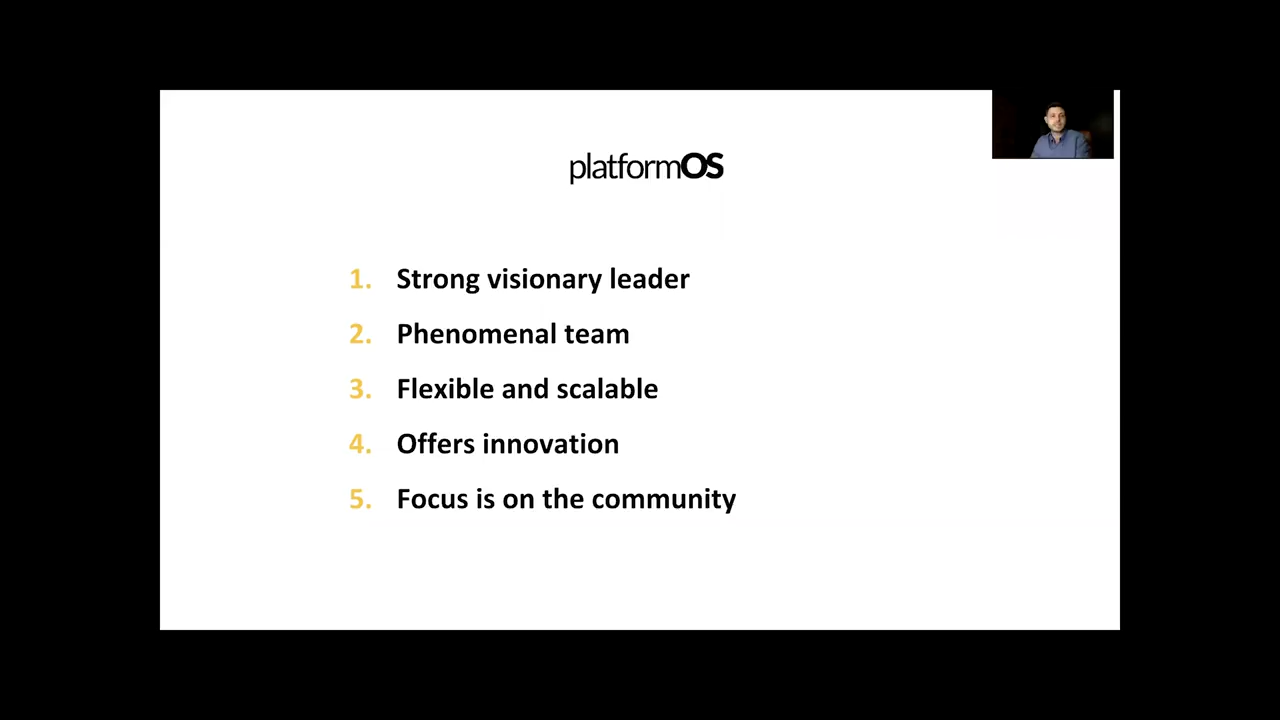 platformOS
1. Strong visionary leader
2. Phenomenal team
3. Flexible and scalable
4. Offers innovation
5. Focus is on the community